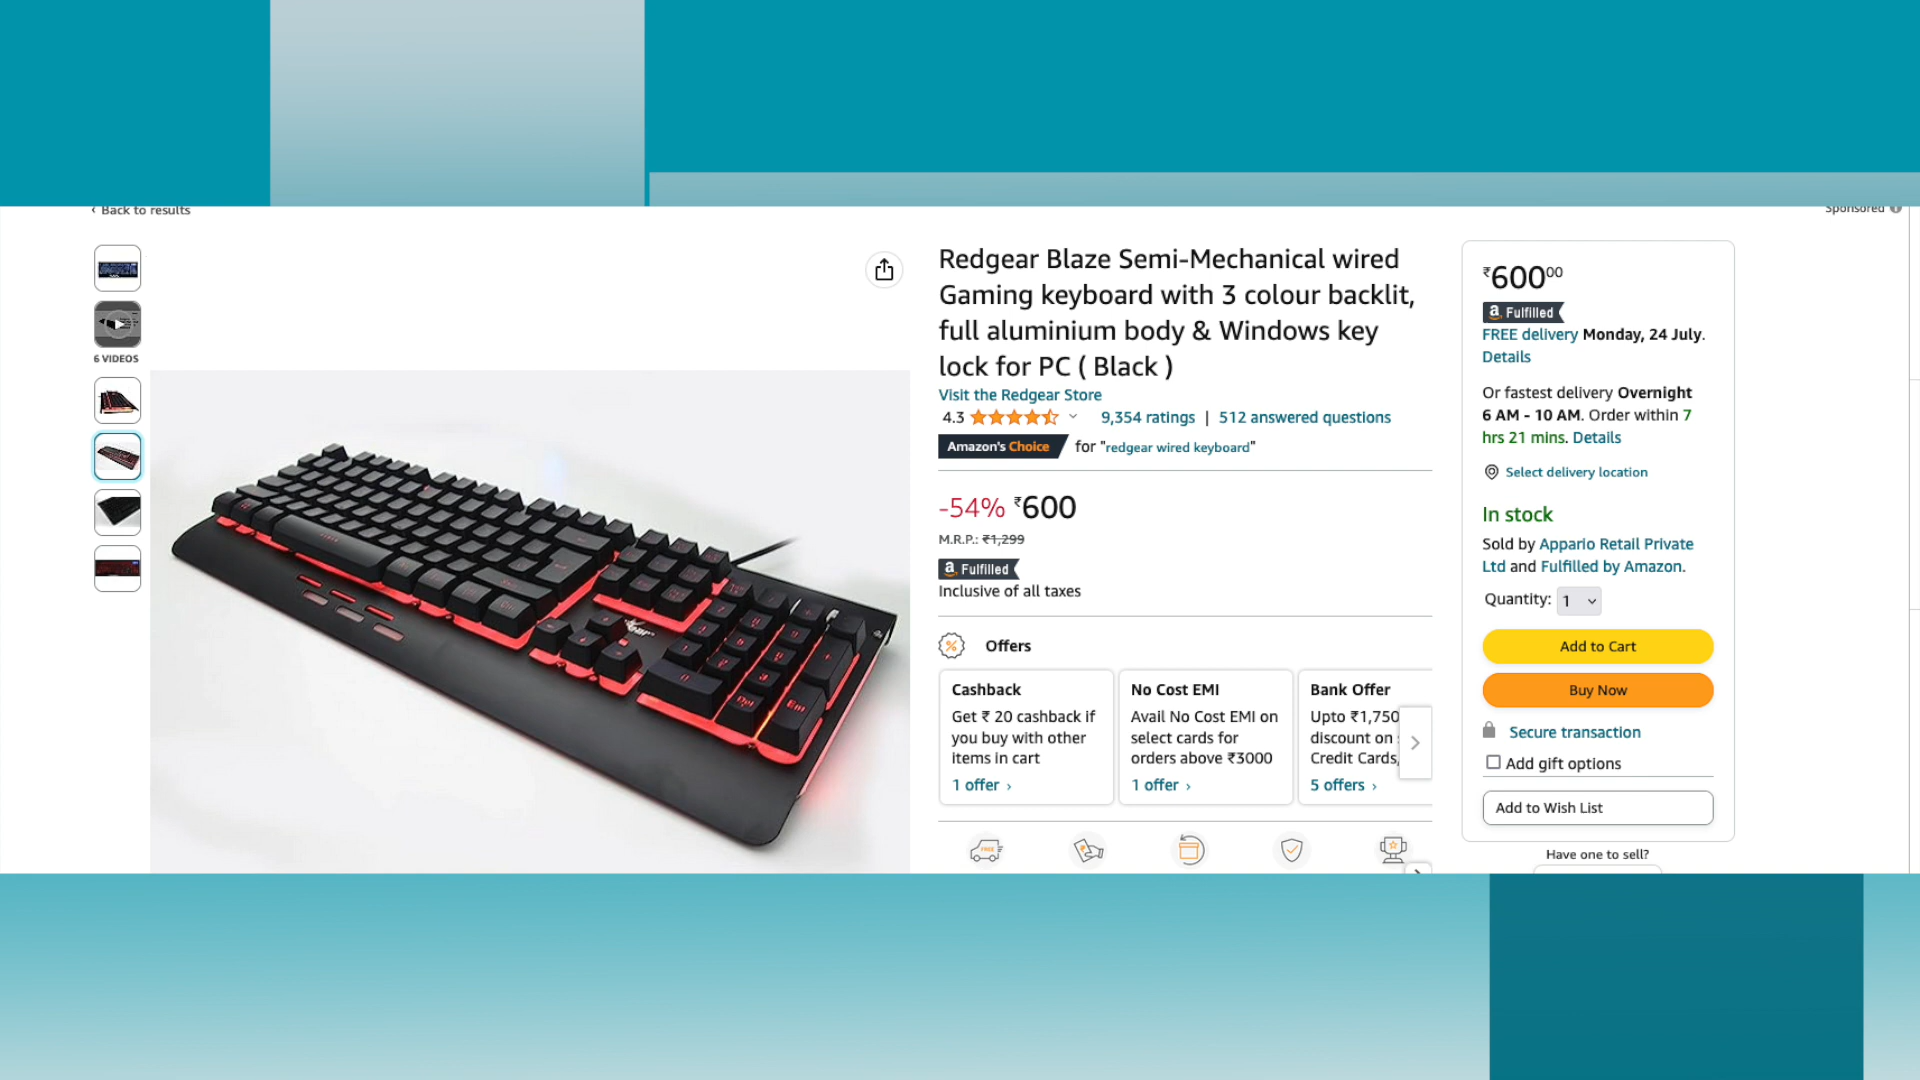 ‹ Back to results
Sponsored
6 VIDEOS
Redgear Blaze Semi-Mechanical wired
Gaming keyboard with 3 colour backlit,
full aluminium body & Windows key
lock for PC ( Black )
Visit the Redgear Store
4.3
9,354 ratings | 512 answered questions
Amazon's Choice for "redgear wired keyboard"
-54% ₹600
M.R.P.: ₹1,299
a Fulfilled
Inclusive of all taxes
Offers
Cashback
Get ₹ 20 cashback if
you buy with other
items in cart
1 offer ›
No Cost EMI
Avail No Cost EMI on
select cards for
orders above ₹3000
1 offer ›
Bank Offer
Upto ₹1,750
discount on
Credit Cards,
5 offers ›
FREE
₹60000
a Fulfilled
FREE delivery Monday, 24 July.
Details
Or fastest delivery Overnight
6 AM - 10 AM. Order within 7
hrs 21 mins. Details
Select delivery location
In stock
Sold by Appario Retail Private
Ltd and Fulfilled by Amazon.
Quantity: 1
Add to Cart
Buy Now
Secure transaction
Add gift options
Add to Wish List
Have one to sell?